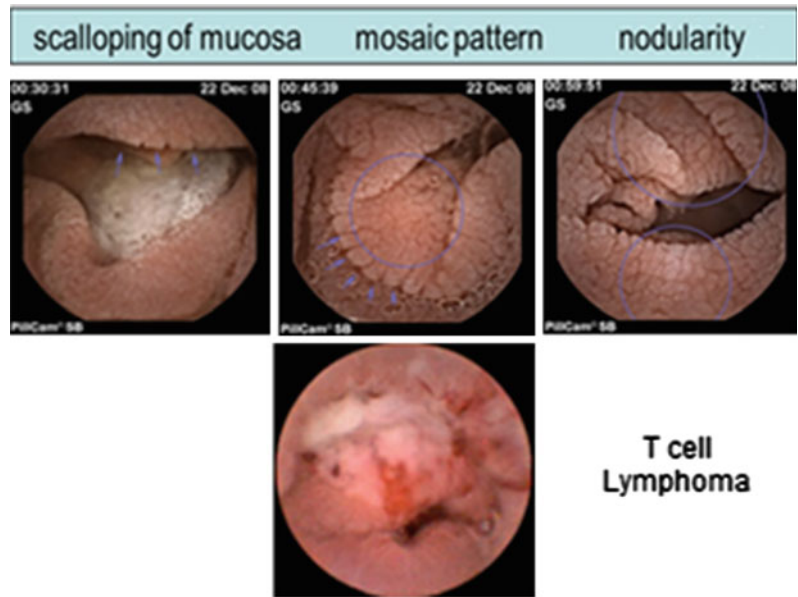 scalloping of mucosa mosaic pattern nodularity
00:30:31 22 Dec 08
GS
PillCam® SB
00:45:39 22 Dec 08
GS
PillCam® SB
00:59:51 22 Dec 08
GS
PillCam® SB
T cell
Lymphoma